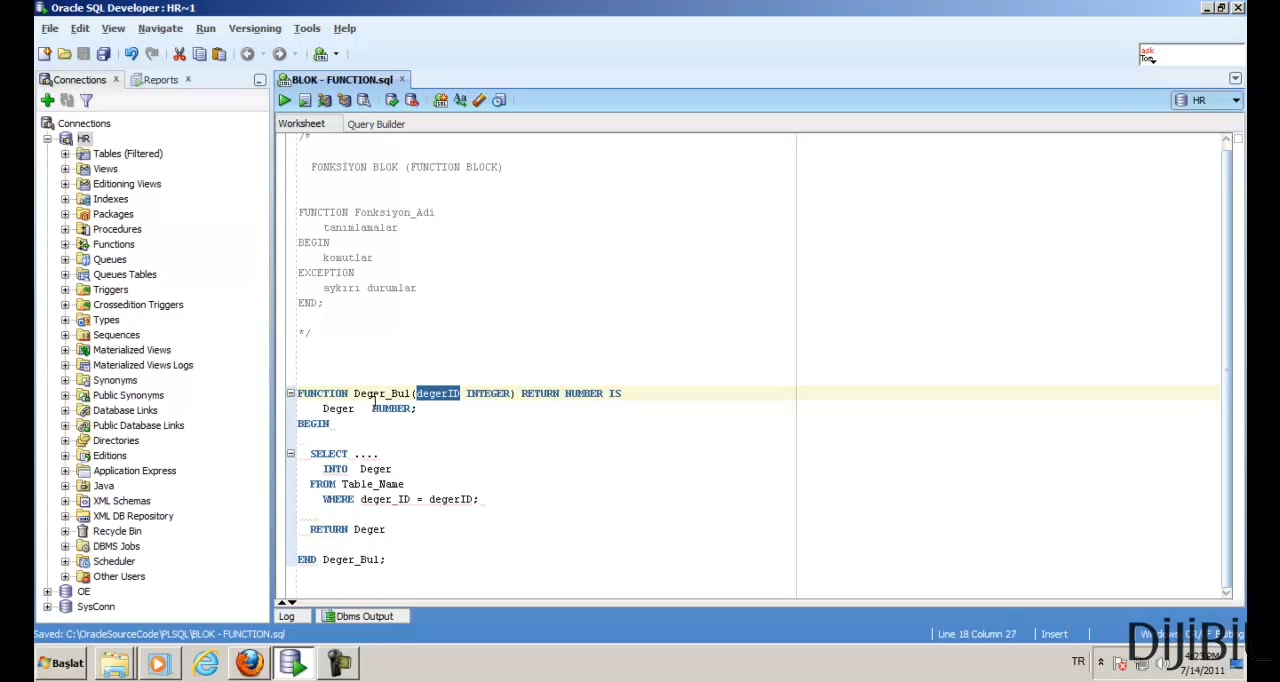 Oracle SQL Developer : HR~1
File Edit View Navigate Run Versioning Tools Help
ask
Tom
Connections Reports
BLOK - FUNCTION.sql
HR
Worksheet Query Builder
Connections
HR
Tables (Filtered)
Views
Editioning Views
Indexes
Packages
Procedures
Functions
Queues
Queues Tables
Triggers
Crossedition Triggers
Types
Sequences
Materialized Views
Materialized Views Logs
Synonyms
Public Synonyms
Database Links
Public Database Links
Directories
Editions
Application Express
Java
XML Schemas
XML DB Repository
Recycle Bin
DBMS Jobs
Scheduler
Other Users
OE
SysConn
/*
FONKSİYON BLOK (FUNCTION BLOCK)
FUNCTION Fonksiyon_Adi
tanımlamalar
BEGIN
komutlar
EXCEPTION
aykırı durumlar
END;
*/
FUNCTION Deger_Bul(degerID INTEGER) RETURN NUMBER IS
Deger NUMBER;
BEGIN
SELECT ....
INTO Deger
FROM Table_Name
WHERE deger_ID = degerID;
RETURN Deger
END Deger_Bul;
Log Dbms Output
Saved: C:\OracleSourceCode\PLSQL\BLOK - FUNCTION.sql
Line 18 Column 27 Insert
Başlat
TR
4:23 PM
7/14/2011